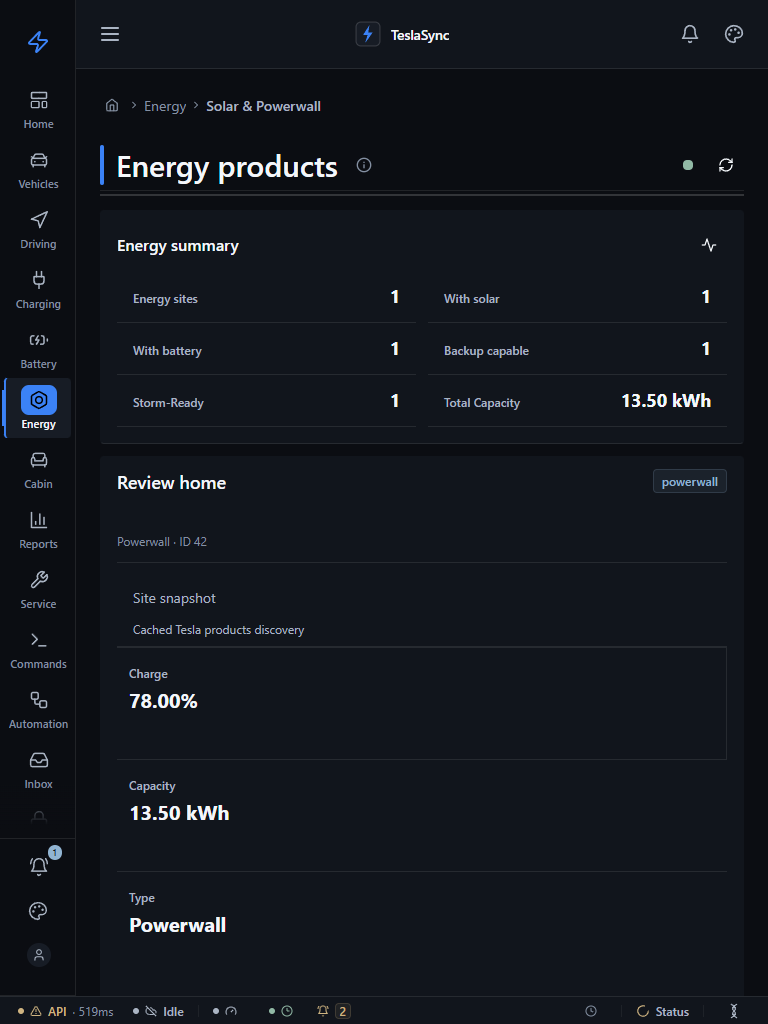 TeslaSync
Home
Vehicles
Driving
Charging
Battery
Energy
Cabin
Reports
Service
Commands
Automation
Inbox
1
Energy > Solar & Powerwall
Energy products
Energy summary
Energy sites 1
With solar 1
With battery 1
Backup capable 1
Storm-Ready 1
Total Capacity 13.50 kWh
Review home
powerwall
Powerwall · ID 42
Site snapshot
Cached Tesla products discovery
Charge
78.00%
Capacity
13.50 kWh
Type
Powerwall
API · 519ms Idle 2 Status